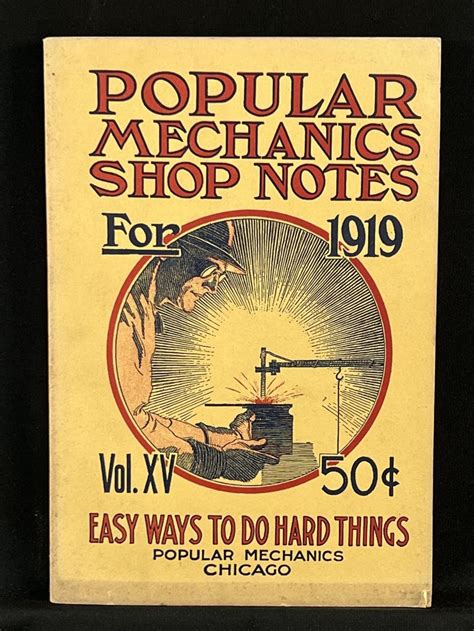 POPULAR
MECHANICS
SHOP NOTES
For 1919
Vol. XV 50¢
EASY WAYS TO DO HARD THINGS
POPULAR MECHANICS
CHICAGO